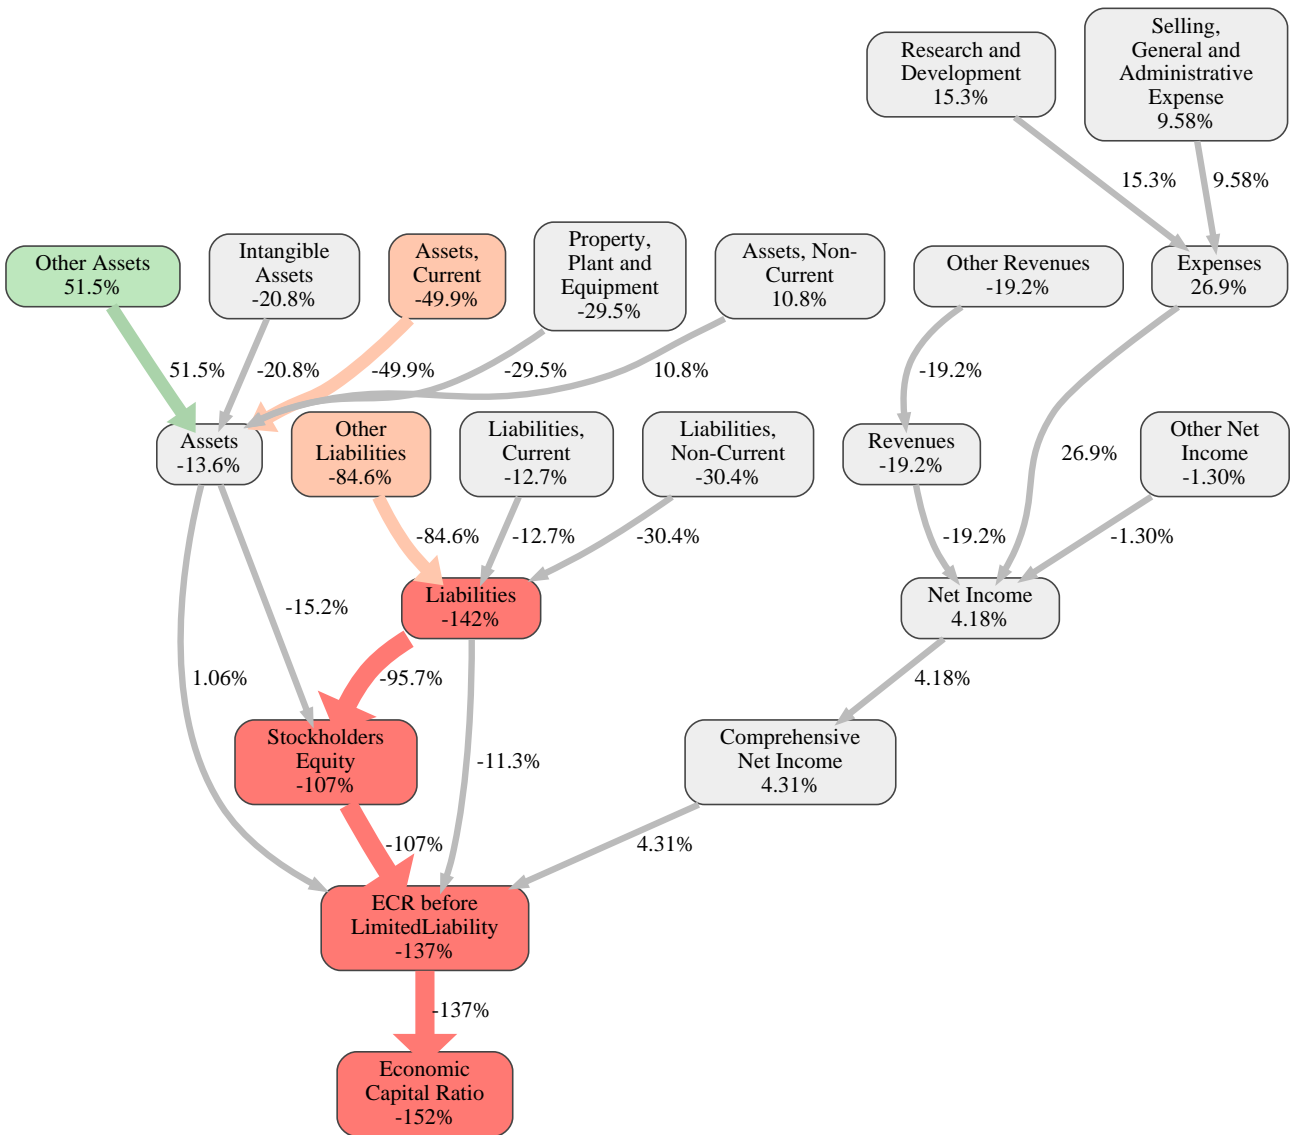 Selling,
General and
Administrative
Expense
9.58%
Research and
Development
15.3%
15.3%
9.58%
Other Assets
51.5%
Intangible
Assets
-20.8%
Assets,
Current
-49.9%
Property,
Plant and
Equipment
-29.5%
Assets, Non-
Current
10.8%
Other Revenues
-19.2%
Expenses
26.9%
51.5%
-20.8%
-49.9%
-29.5%
10.8%
-19.2%
26.9%
Assets
-13.6%
Other
Liabilities
-84.6%
Liabilities,
Current
-12.7%
Liabilities,
Non-Current
-30.4%
Revenues
-19.2%
Other Net
Income
-1.30%
-84.6%
-12.7%
-30.4%
-19.2%
-1.30%
-15.2%
Liabilities
-142%
Net Income
4.18%
1.06%
-95.7%
4.18%
Stockholders
Equity
-107%
-11.3%
Comprehensive
Net Income
4.31%
-107%
4.31%
ECR before
LimitedLiability
-137%
-137%
Economic
Capital Ratio
-152%